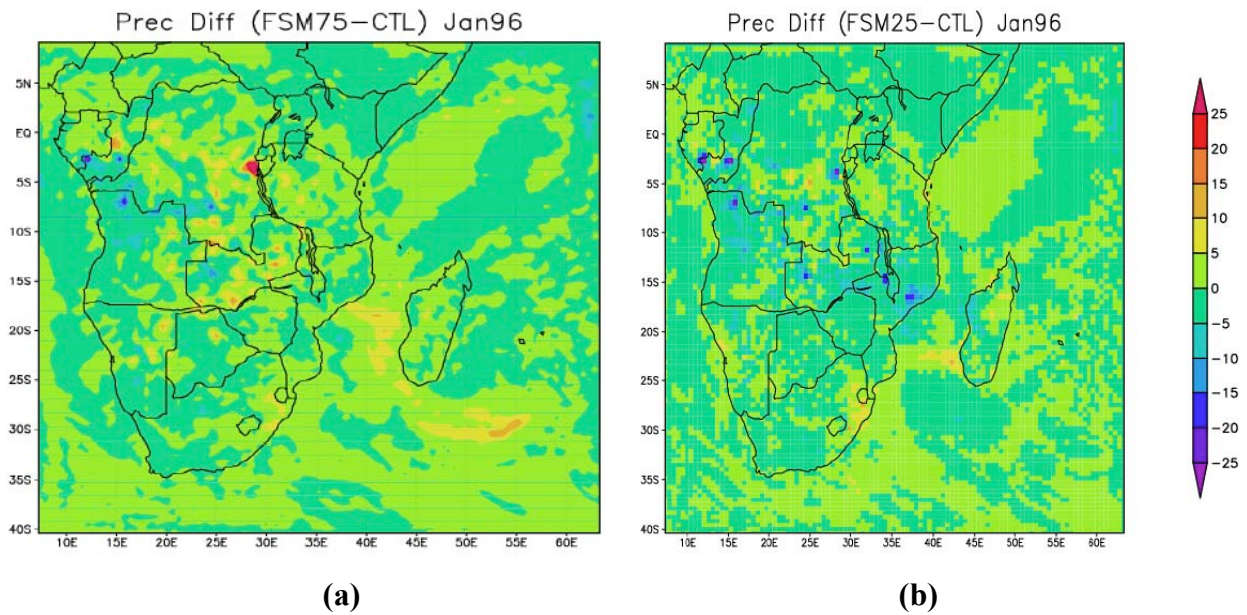 Prec Diff (FSM75-CTL) Jan96
5N
EQ
5S
10S
15S
20S
25S
30S
35S
40S
10E 15E 20E 25E 30E 35E 40E 45E 50E 55E 60E
(a)
Prec Diff (FSM25-CTL) Jan96
5N
EQ
5S
10S
15S
20S
25S
30S
35S
40S
10E 15E 20E 25E 30E 35E 40E 45E 50E 55E 60E
(b)
25
20
15
10
5
0
-5
-10
-15
-20
-25